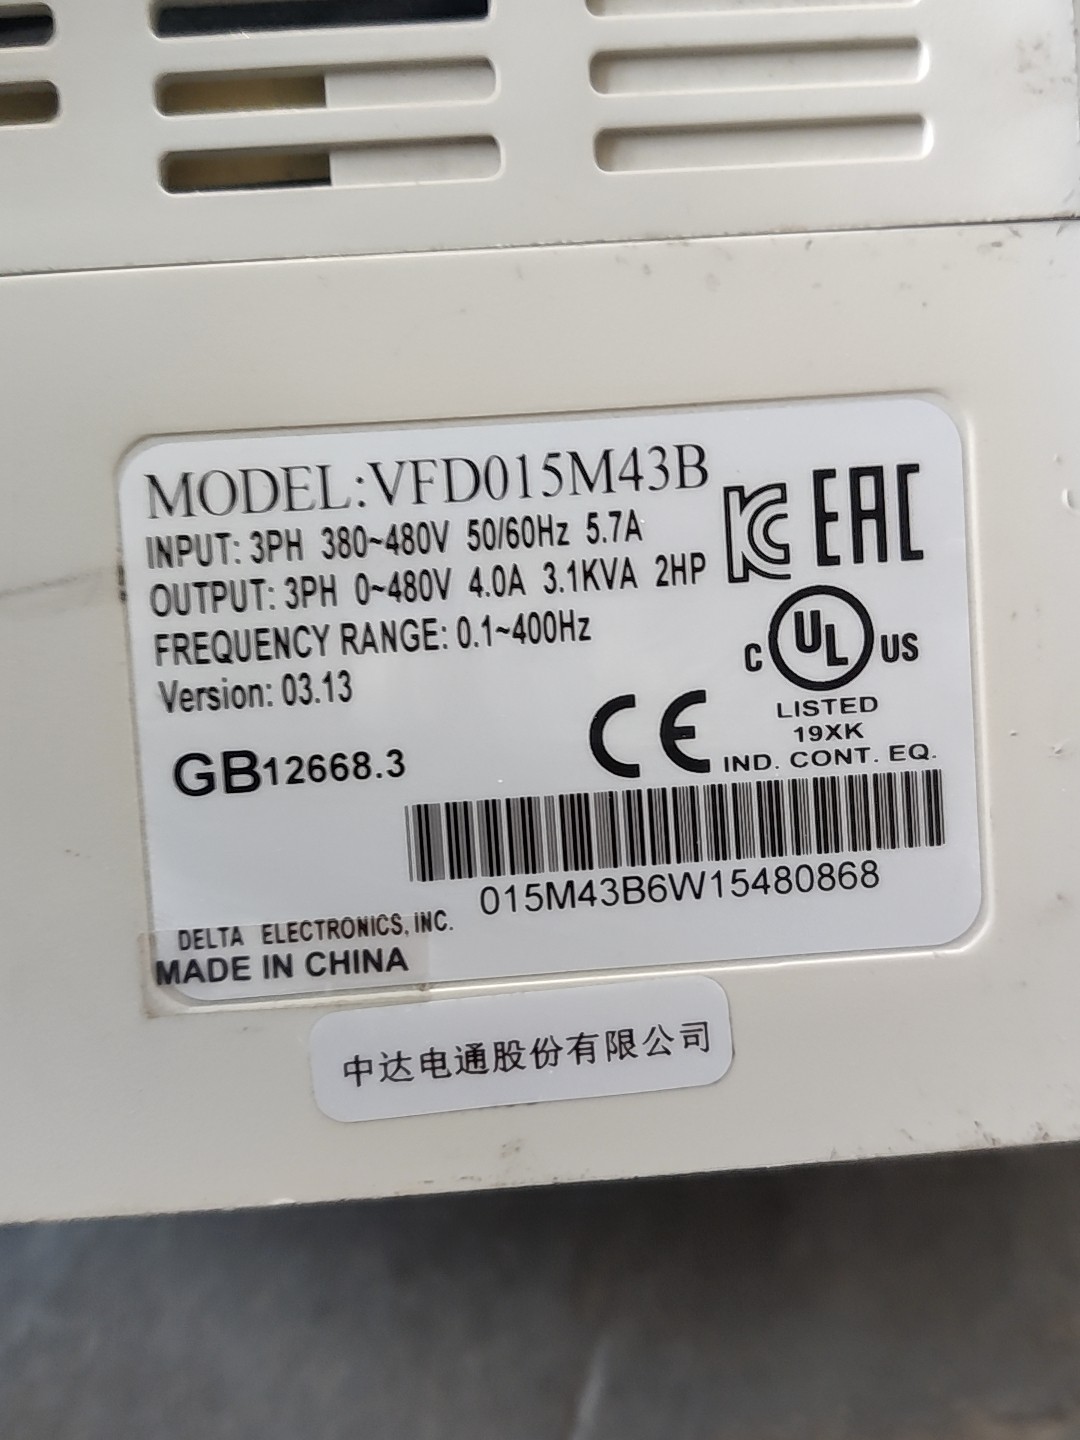 MODEL:VFD015M43B
INPUT: 3PH 380~480V 50/60Hz 5.7A
OUTPUT: 3PH 0~480V 4.0A 3.1KVA 2HP
FREQUENCY RANGE: 0.1~400Hz
Version: 03.13
KC EAC
C UL US
LISTED
19XK
IND. CONT. EQ.
GB12668.3
CE
015M43B6W15480868
DELTA ELECTRONICS, INC.
MADE IN CHINA
中达电通股份有限公司